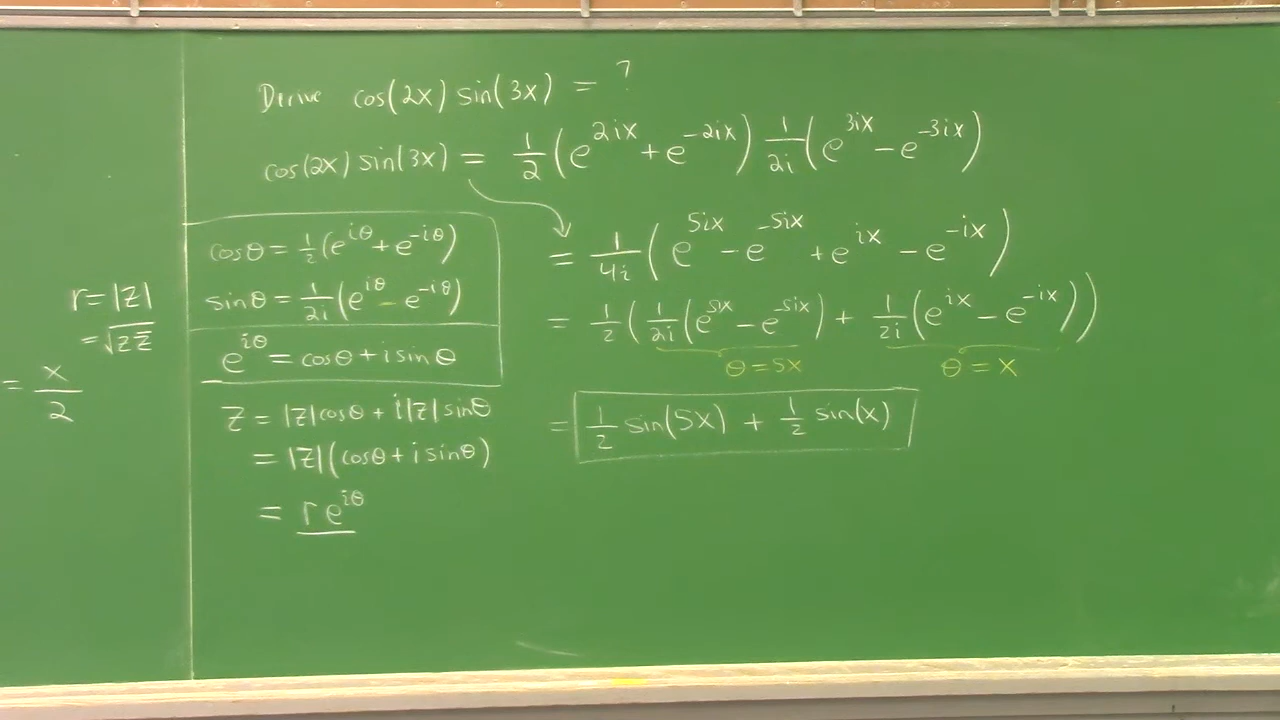 Derive cos(2x) sin(3x) = ?
cos(2x) sin(3x) = 1/2 (e^{2ix} + e^{-2ix}) 1/2i (e^{3ix} - e^{-3ix})
= 1/4i (e^{5ix} - e^{-5ix} + e^{ix} - e^{-ix})
= 1/2 (1/2i (e^{5ix} - e^{-5ix}) + 1/2i (e^{ix} - e^{-ix}))
θ = 5x θ = x
= 1/2 sin(5x) + 1/2 sin(x)
cosθ = 1/2 (e^{iθ} + e^{-iθ})
sinθ = 1/2i (e^{iθ} - e^{-iθ})
e^{iθ} = cosθ + i sinθ
z = |z|cosθ + i|z| sinθ
= |z|(cosθ + i sinθ)
= re^{iθ}
r = |z|
= √(z z̄)
= x/2